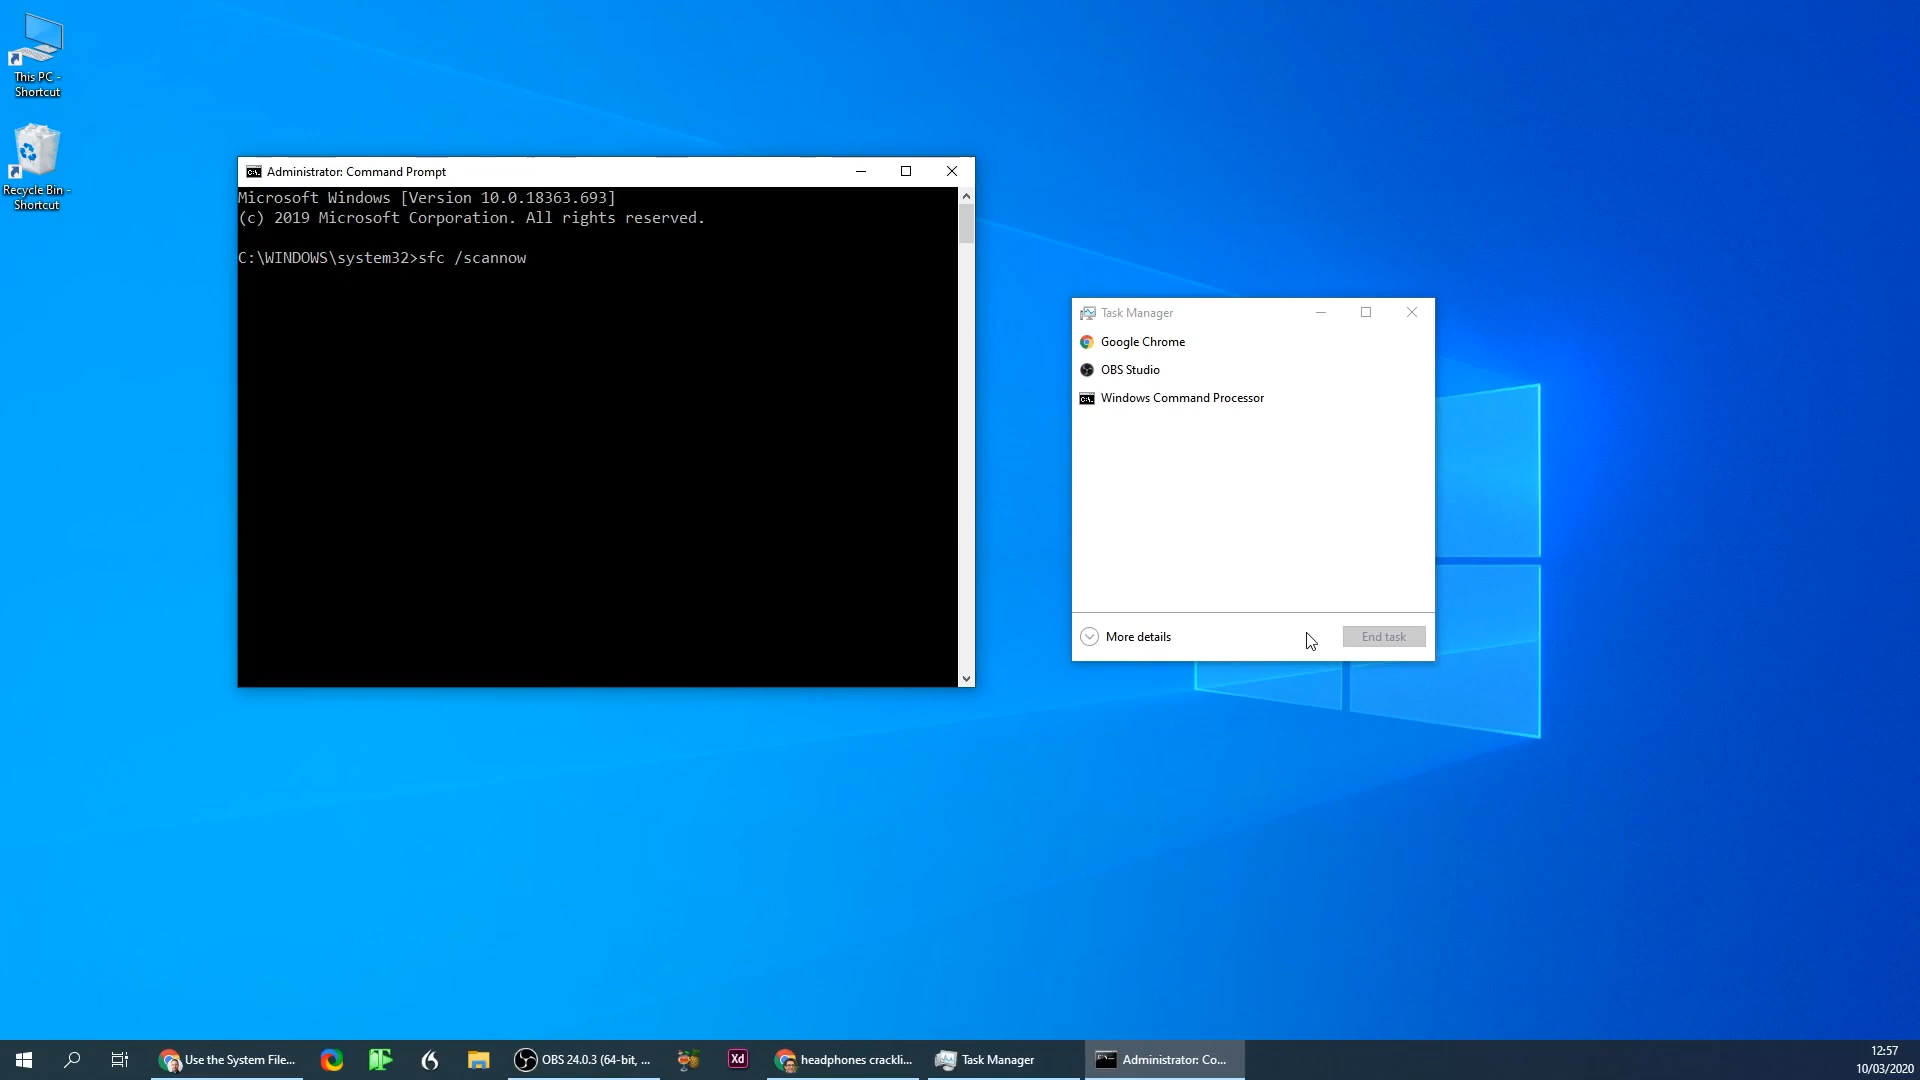 This PC -
Shortcut
Recycle Bin -
Shortcut
Administrator: Command Prompt
Microsoft Windows [Version 10.0.18363.693]
(c) 2019 Microsoft Corporation. All rights reserved.
C:\WINDOWS\system32>sfc /scannow
Task Manager
Google Chrome
OBS Studio
Windows Command Processor
More details
End task
Use the System File...
OBS 24.0.3 (64-bit, ...
Xd
headphones crackli...
Task Manager
Administrator: Co...
12:57
10/03/2020